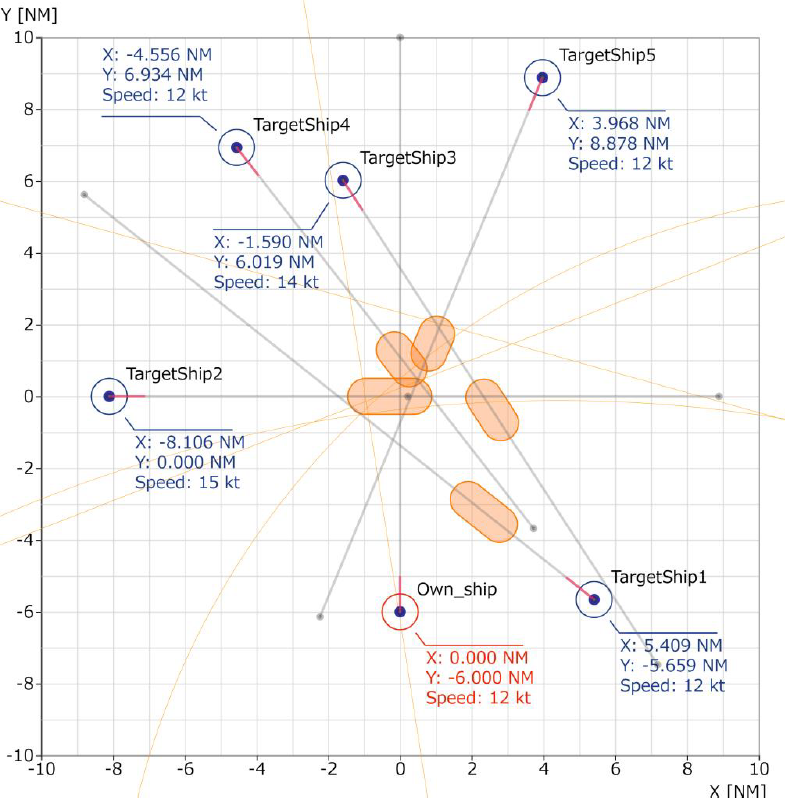 Y [NM]
10
8
6
4
2
0
-2
-4
-6
-8
-10
X: -4.556 NM
Y: 6.934 NM
Speed: 12 kt
TargetShip4
TargetShip3
TargetShip5
X: 3.968 NM
Y: 8.878 NM
Speed: 12 kt
X: -1.590 NM
Y: 6.019 NM
Speed: 14 kt
TargetShip2
X: -8.106 NM
Y: 0.000 NM
Speed: 15 kt
Own_ship
X: 0.000 NM
Y: -6.000 NM
Speed: 12 kt
TargetShip1
X: 5.409 NM
Y: -5.659 NM
Speed: 12 kt
-10
-8
-6
-4
-2
0
2
4
6
8
10
X [NM]